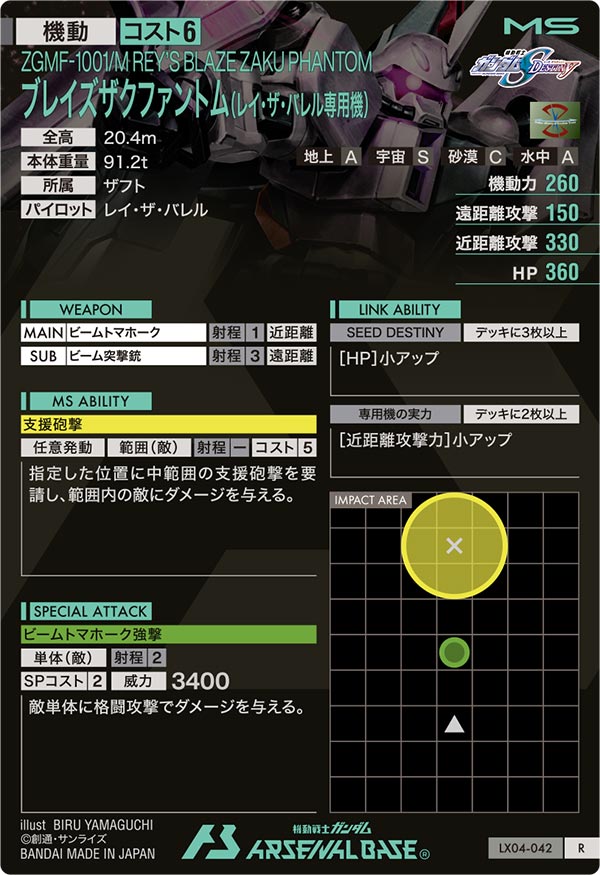 機動 コスト6 MS
ZGMF-1001/M REY'S BLAZE ZAKU PHANTOM
ブレイズザクファントム(レイ・ザ・バレル専用機)
機動戦士ガンダム SEED DESTINY
全高 20.4m
本体重量 91.2t
所属 ザフト
パイロット レイ・ザ・バレル
地上 A 宇宙 S 砂漠 C 水中 A
機動力 260
遠距離攻撃 150
近距離攻撃 330
HP 360
WEAPON
MAIN ビームトマホーク 射程 1 近距離
SUB ビーム突撃銃 射程 3 遠距離
MS ABILITY
支援砲撃
任意発動 範囲(敵) 射程 ー コスト 5
指定した位置に中範囲の支援砲撃を要
請し、範囲内の敵にダメージを与える。
SPECIAL ATTACK
ビームトマホーク強撃
単体(敵) 射程 2
SPコスト 2 威力 3400
敵単体に格闘攻撃でダメージを与える。
LINK ABILITY
SEED DESTINY デッキに3枚以上
[HP]小アップ
専用機の実力 デッキに2枚以上
[近距離攻撃力]小アップ
IMPACT AREA
illust BIRU YAMAGUCHI
©創通・サンライズ
BANDAI MADE IN JAPAN
機動戦士ガンダム
ARSENAL BASE®
LX04-042 R